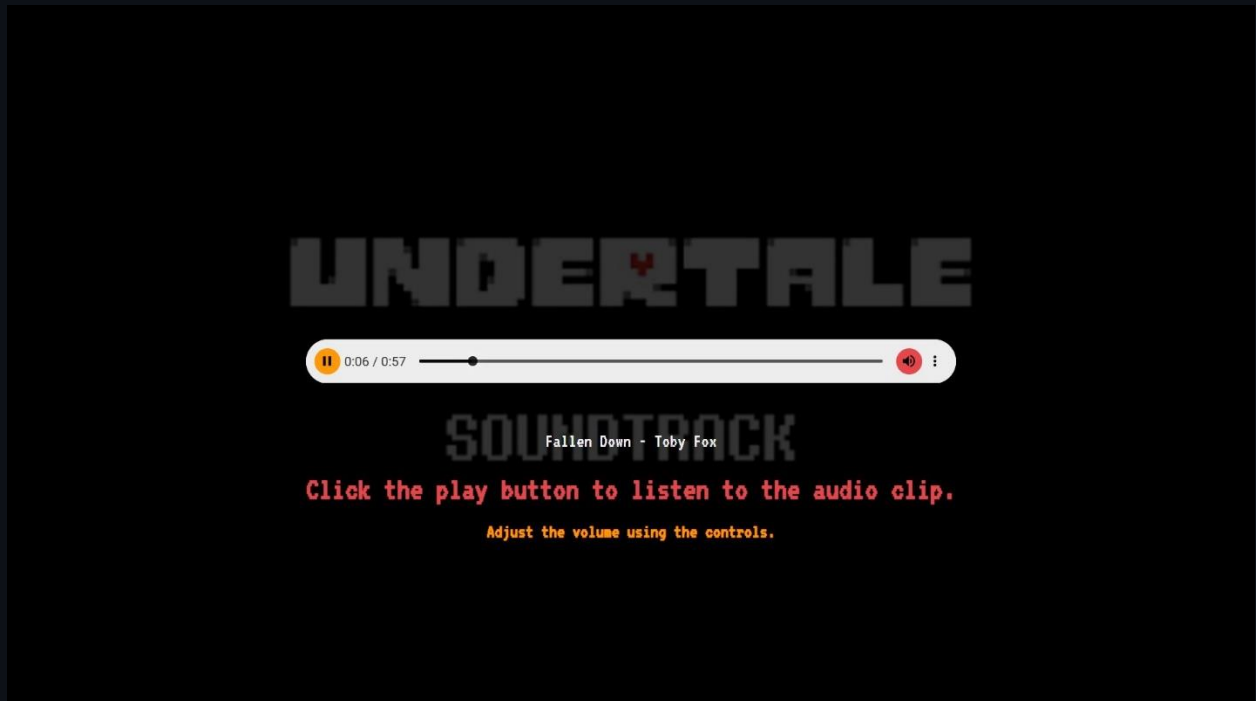 UNDERTALE
0:06 / 0:57
SOUNDTRACK
Fallen Down - Toby Fox
Click the play button to listen to the audio clip.
Adjust the volume using the controls.